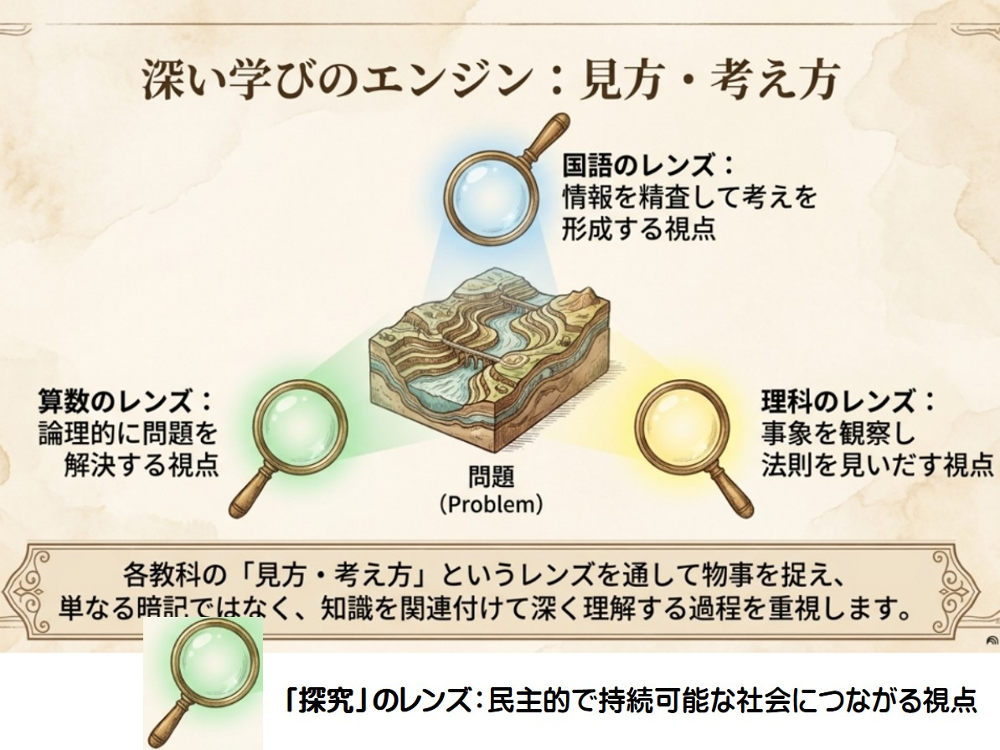 深い学びのエンジン：見方・考え方
国語のレンズ：
情報を精査して考えを
形成する視点
算数のレンズ：
論理的に問題を
解決する視点
理科のレンズ：
事象を観察し
法則を見いだす視点
問題
（Problem）
各教科の「見方・考え方」というレンズを通して物事を捉え、
単なる暗記ではなく、知識を関連付けて深く理解する過程を重視します。
「探究」のレンズ：民主的で持続可能な社会につながる視点